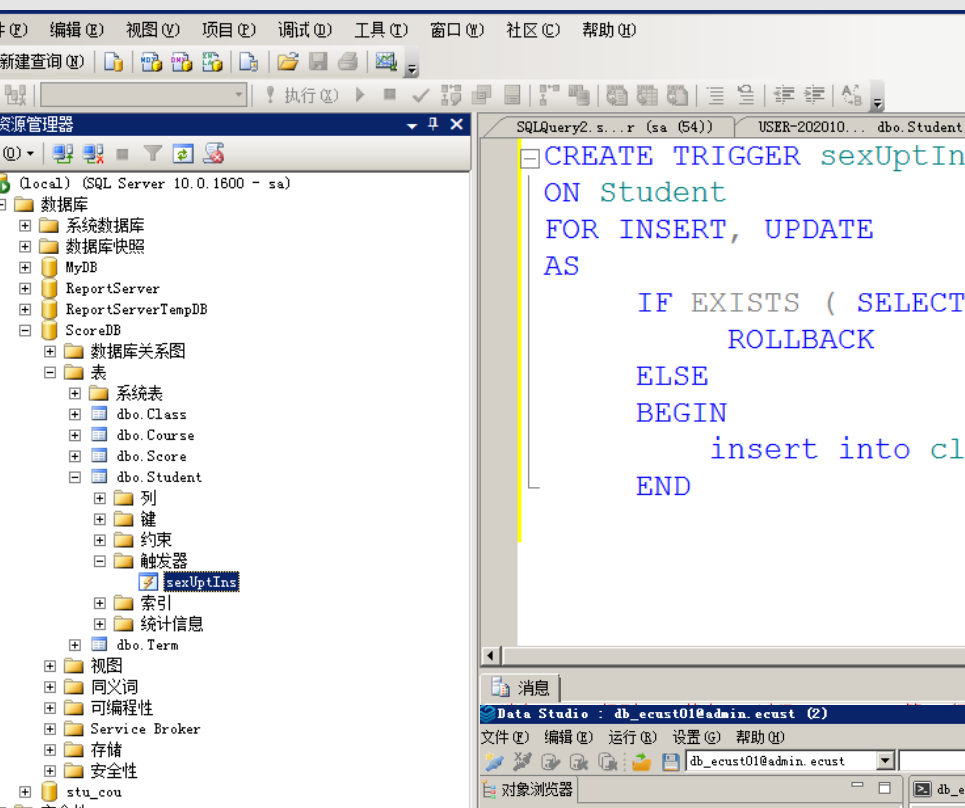 件(F) 编辑(E) 视图(V) 项目(P) 调试(D) 工具(T) 窗口(W) 社区(C) 帮助(H)
新建查询(N)
执行(X)
资源管理器
(O)
(local) (SQL Server 10.0.1600 - sa)
数据库
系统数据库
数据库快照
MyDB
ReportServer
ReportServerTempDB
ScoreDB
数据库关系图
表
系统表
dbo.Class
dbo.Course
dbo.Score
dbo.Student
列
键
约束
触发器
sexUptIns
索引
统计信息
dbo.Term
视图
同义词
可编程性
Service Broker
存储
安全性
stu_cou
SQLQuery2.s...r (sa (54)) USER-202010... dbo.Student
CREATE TRIGGER sexUptIn
ON Student
FOR INSERT, UPDATE
AS
IF EXISTS ( SELECT
ROLLBACK
ELSE
BEGIN
insert into cl
END
消息
Data Studio : db_ecust01@admin.ecust (2)
文件(F) 编辑(E) 运行(R) 设置(G) 帮助(H)
db_ecust01@admin.ecust
对象浏览器
db_e